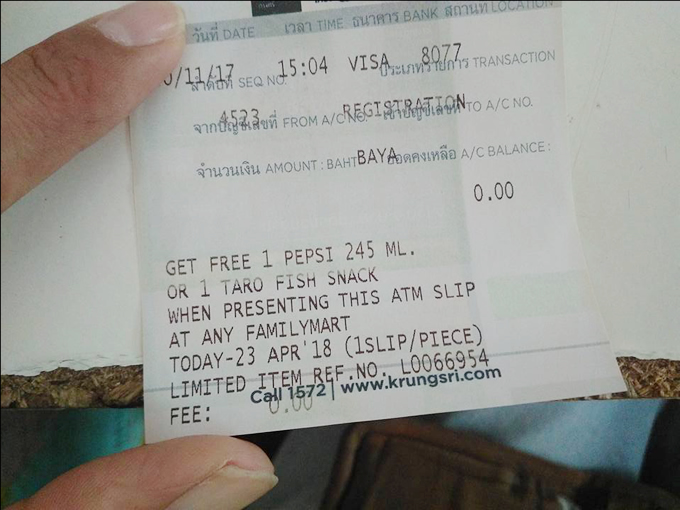 วันที่ DATE เวลา TIME ธนาคาร BANK สถานที่ LOCATION
/11/17 15:04 VISA 8077
ลำดับที่ SEQ NO. ประเภทรายการ TRANSACTION
4523 REGISTRATION
จากบัญชีเลขที่ FROM A/C NO. เข้าบัญชีเลขที่ TO A/C NO.
BAYA
จำนวนเงิน AMOUNT : BAHT ยอดคงเหลือ A/C BALANCE :
0.00
GET FREE 1 PEPSI 245 ML.
OR 1 TARO FISH SNACK
WHEN PRESENTING THIS ATM SLIP
AT ANY FAMILYMART
TODAY-23 APR'18 (1SLIP/PIECE)
LIMITED ITEM REF.NO. L0066954
Call 1572 | www.krungsri.com
FEE: 0.00